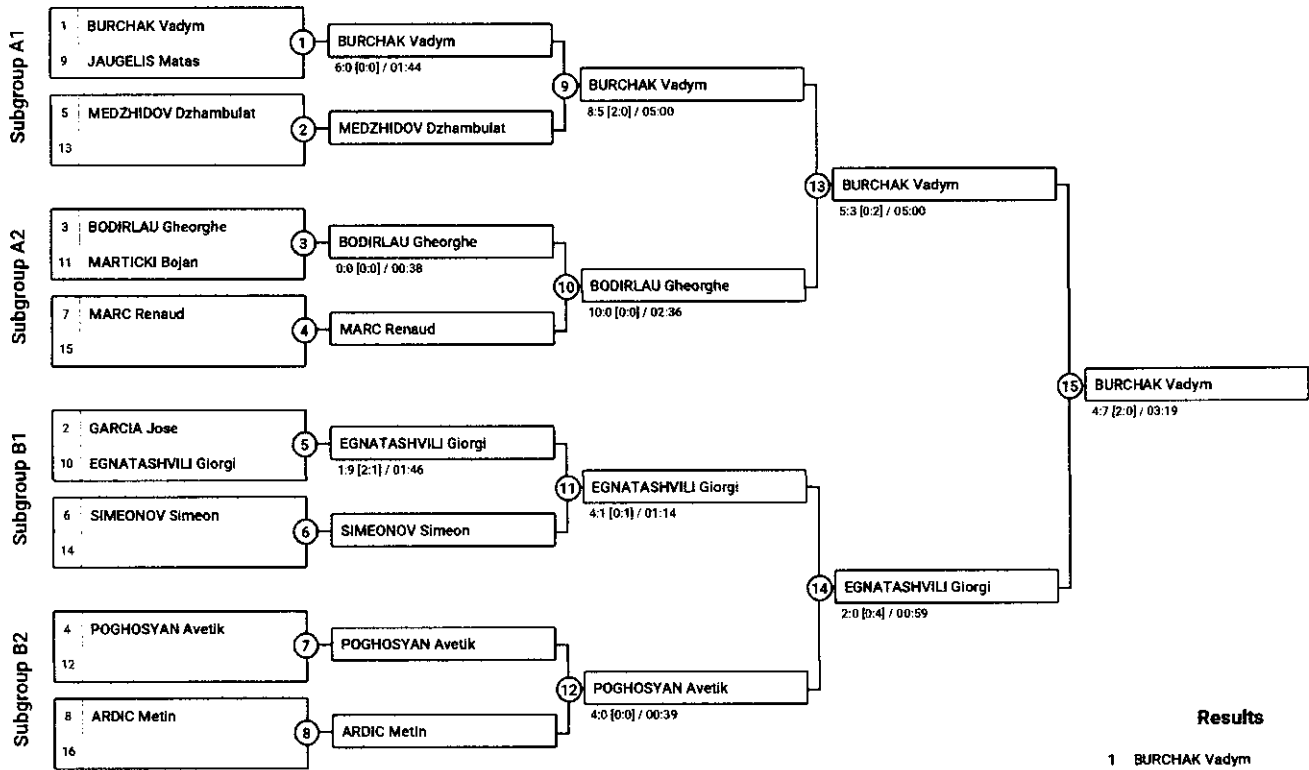 Subgroup A1
1 BURCHAK Vadym
9 JAUGELIS Matas
5 MEDZHIDOV Dzhambulat
13
1
2
BURCHAK Vadym
6:0 [0:0] / 01:44
MEDZHIDOV Dzhambulat
9
BURCHAK Vadym
8:5 [2:0] / 05:00
Subgroup A2
3 BODIRLAU Gheorghe
11 MARTICKI Bojan
7 MARC Renaud
15
3
4
BODIRLAU Gheorghe
0:0 [0:0] / 00:38
MARC Renaud
10
BODIRLAU Gheorghe
10:0 [0:0] / 02:36
13
BURCHAK Vadym
5:3 [0:2] / 05:00
Subgroup B1
2 GARCIA Jose
10 EGNATASHVILI Giorgi
6 SIMEONOV Simeon
14
5
6
EGNATASHVILI Giorgi
1:9 [2:1] / 01:46
SIMEONOV Simeon
11
EGNATASHVILI Giorgi
4:1 [0:1] / 01:14
Subgroup B2
4 POGHOSYAN Avetik
12
8 ARDIC Metin
16
7
8
POGHOSYAN Avetik
ARDIC Metin
12
POGHOSYAN Avetik
4:0 [0:0] / 00:39
14
EGNATASHVILI Giorgi
2:0 [0:4] / 00:59
15
BURCHAK Vadym
4:7 [2:0] / 03:19
Results
1 BURCHAK Vadym